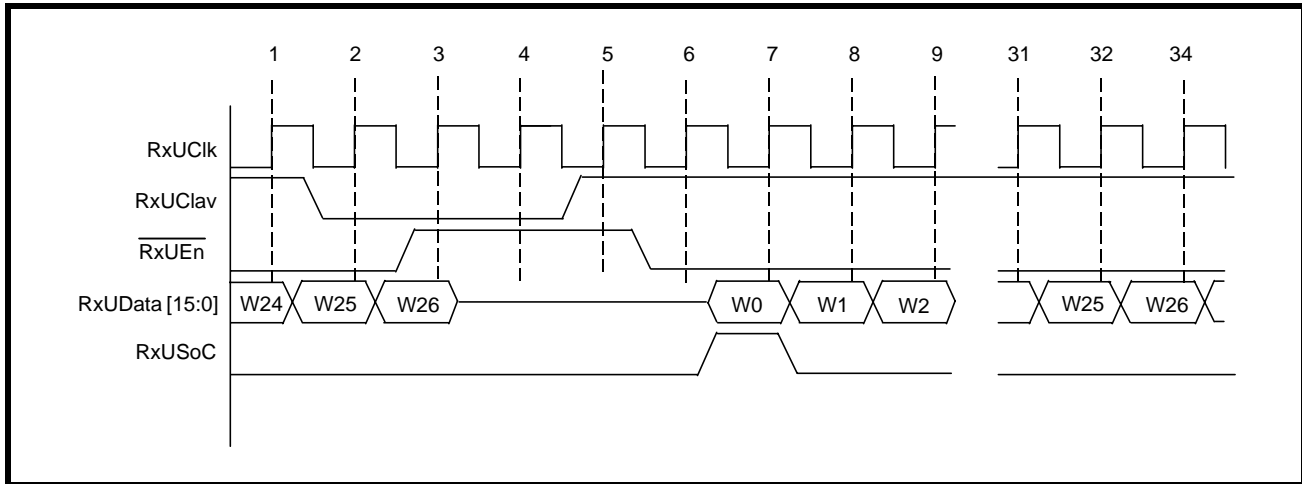 1 2 3 4 5 6 7 8 9 31 32 34
RxUClk
RxUClav
RxUEn
RxUData [15:0] W24 W25 W26 W0 W1 W2 W25 W26
RxUSoC